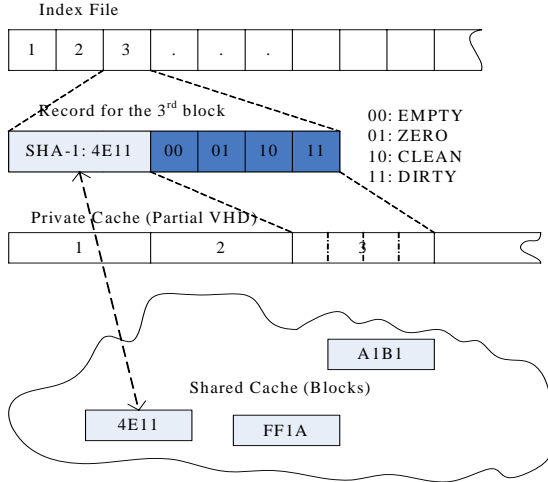 Index File
1 2 3 . . .
Record for the 3rd block
SHA-1: 4E11 00 01 10 11
00: EMPTY
01: ZERO
10: CLEAN
11: DIRTY
Private Cache (Partial VHD)
1 2 3
A1B1
Shared Cache (Blocks)
4E11
FF1A